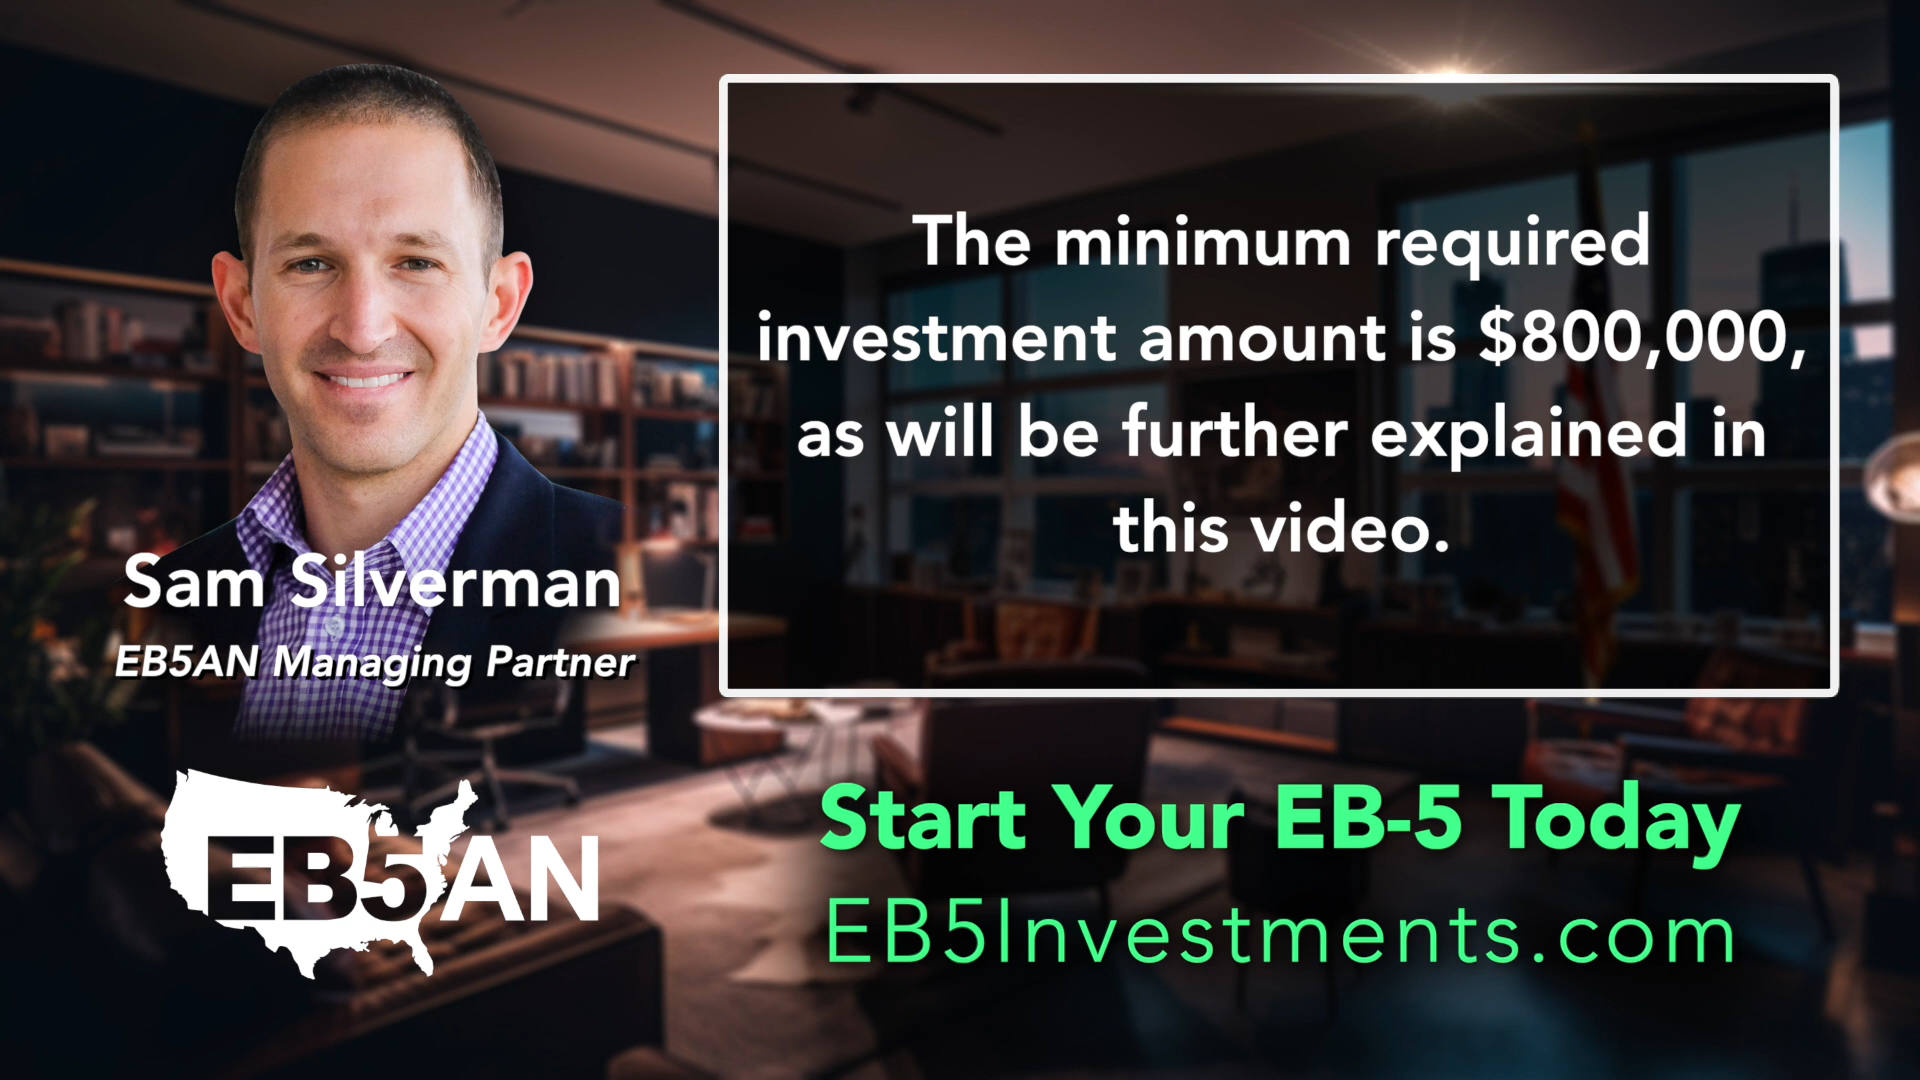 The minimum required
investment amount is $800,000,
as will be further explained in
this video.
Sam Silverman
EB5AN Managing Partner
EB5AN
Start Your EB-5 Today
EB5Investments.com